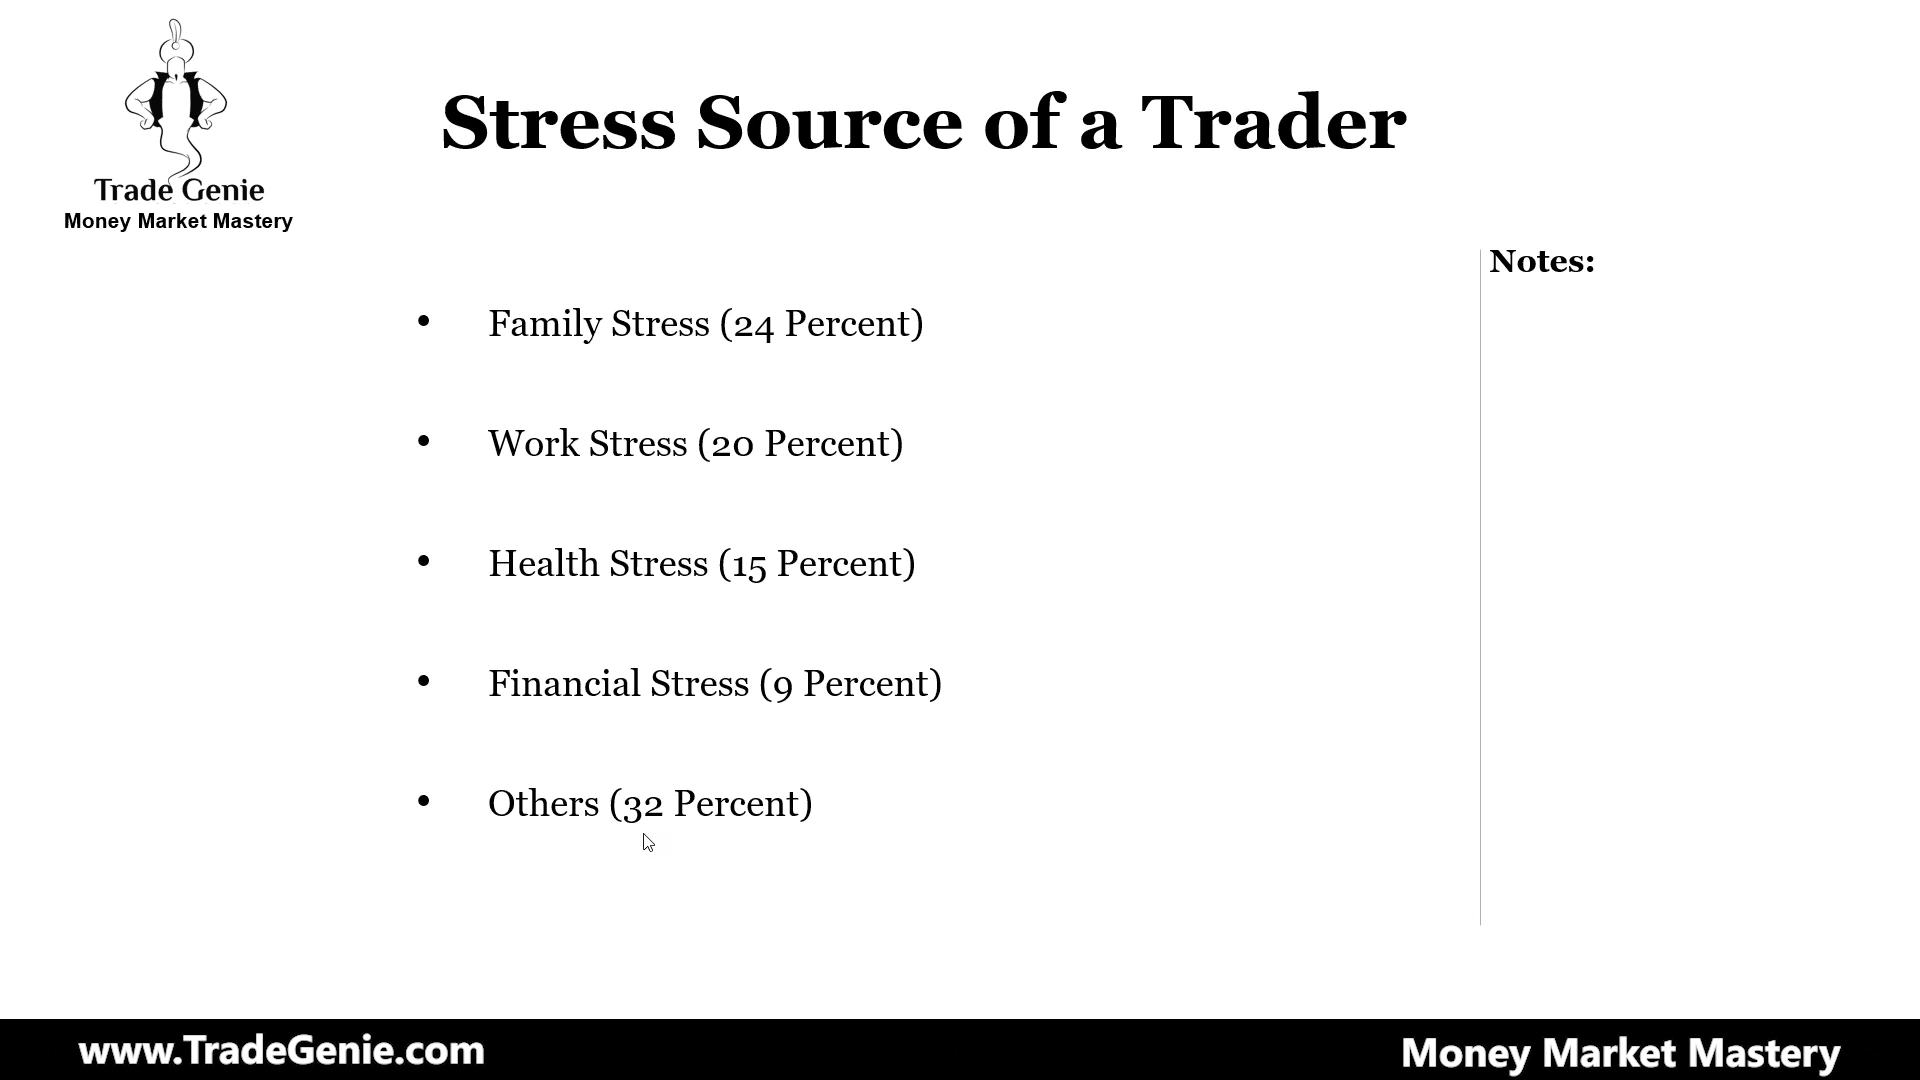 Trade Genie
Money Market Mastery
Stress Source of a Trader
Notes:
• Family Stress (24 Percent)
• Work Stress (20 Percent)
• Health Stress (15 Percent)
• Financial Stress (9 Percent)
• Others (32 Percent)
www.TradeGenie.com
Money Market Mastery